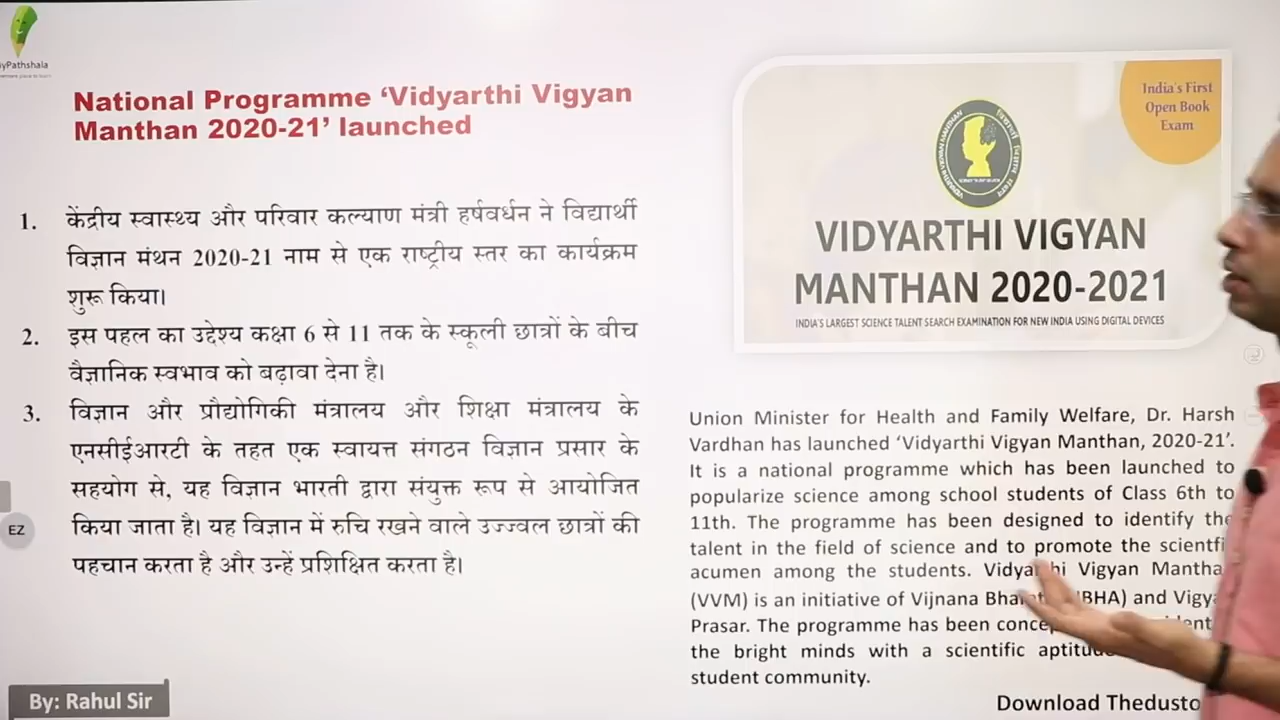 yPathshala
National Programme ‘Vidyarthi Vigyan
Manthan 2020-21’ launched
1. केंद्रीय स्वास्थ्य और परिवार कल्याण मंत्री हर्षवर्धन ने विद्यार्थी
विज्ञान मंथन 2020-21 नाम से एक राष्ट्रीय स्तर का कार्यक्रम
शुरू किया।
2. इस पहल का उद्देश्य कक्षा 6 से 11 तक के स्कूली छात्रों के बीच
वैज्ञानिक स्वभाव को बढ़ावा देना है।
3. विज्ञान और प्रौद्योगिकी मंत्रालय और शिक्षा मंत्रालय के
एनसीईआरटी के तहत एक स्वायत्त संगठन विज्ञान प्रसार के
सहयोग से, यह विज्ञान भारती द्वारा संयुक्त रूप से आयोजित
किया जाता है। यह विज्ञान में रुचि रखने वाले उज्ज्वल छात्रों की
पहचान करता है और उन्हें प्रशिक्षित करता है।
EZ
By: Rahul Sir
India's First
Open Book
Exam
VIDYARTHI VIGYAN MANTHAN
VIDYARTHI VIGYAN
MANTHAN 2020-2021
INDIA'S LARGEST SCIENCE TALENT SEARCH EXAMINATION FOR NEW INDIA USING DIGITAL DEVICES
Union Minister for Health and Family Welfare, Dr. Harsh
Vardhan has launched ‘Vidyarthi Vigyan Manthan, 2020-21’.
It is a national programme which has been launched to
popularize science among school students of Class 6th to
11th. The programme has been designed to identify the
talent in the field of science and to promote the scientfi
acumen among the students. Vidyarthi Vigyan Mantha
(VVM) is an initiative of Vijnana Bha BHA) and Vigya
Prasar. The programme has been conce
the bright minds with a scientific aptitud
student community.
Download Thedusto